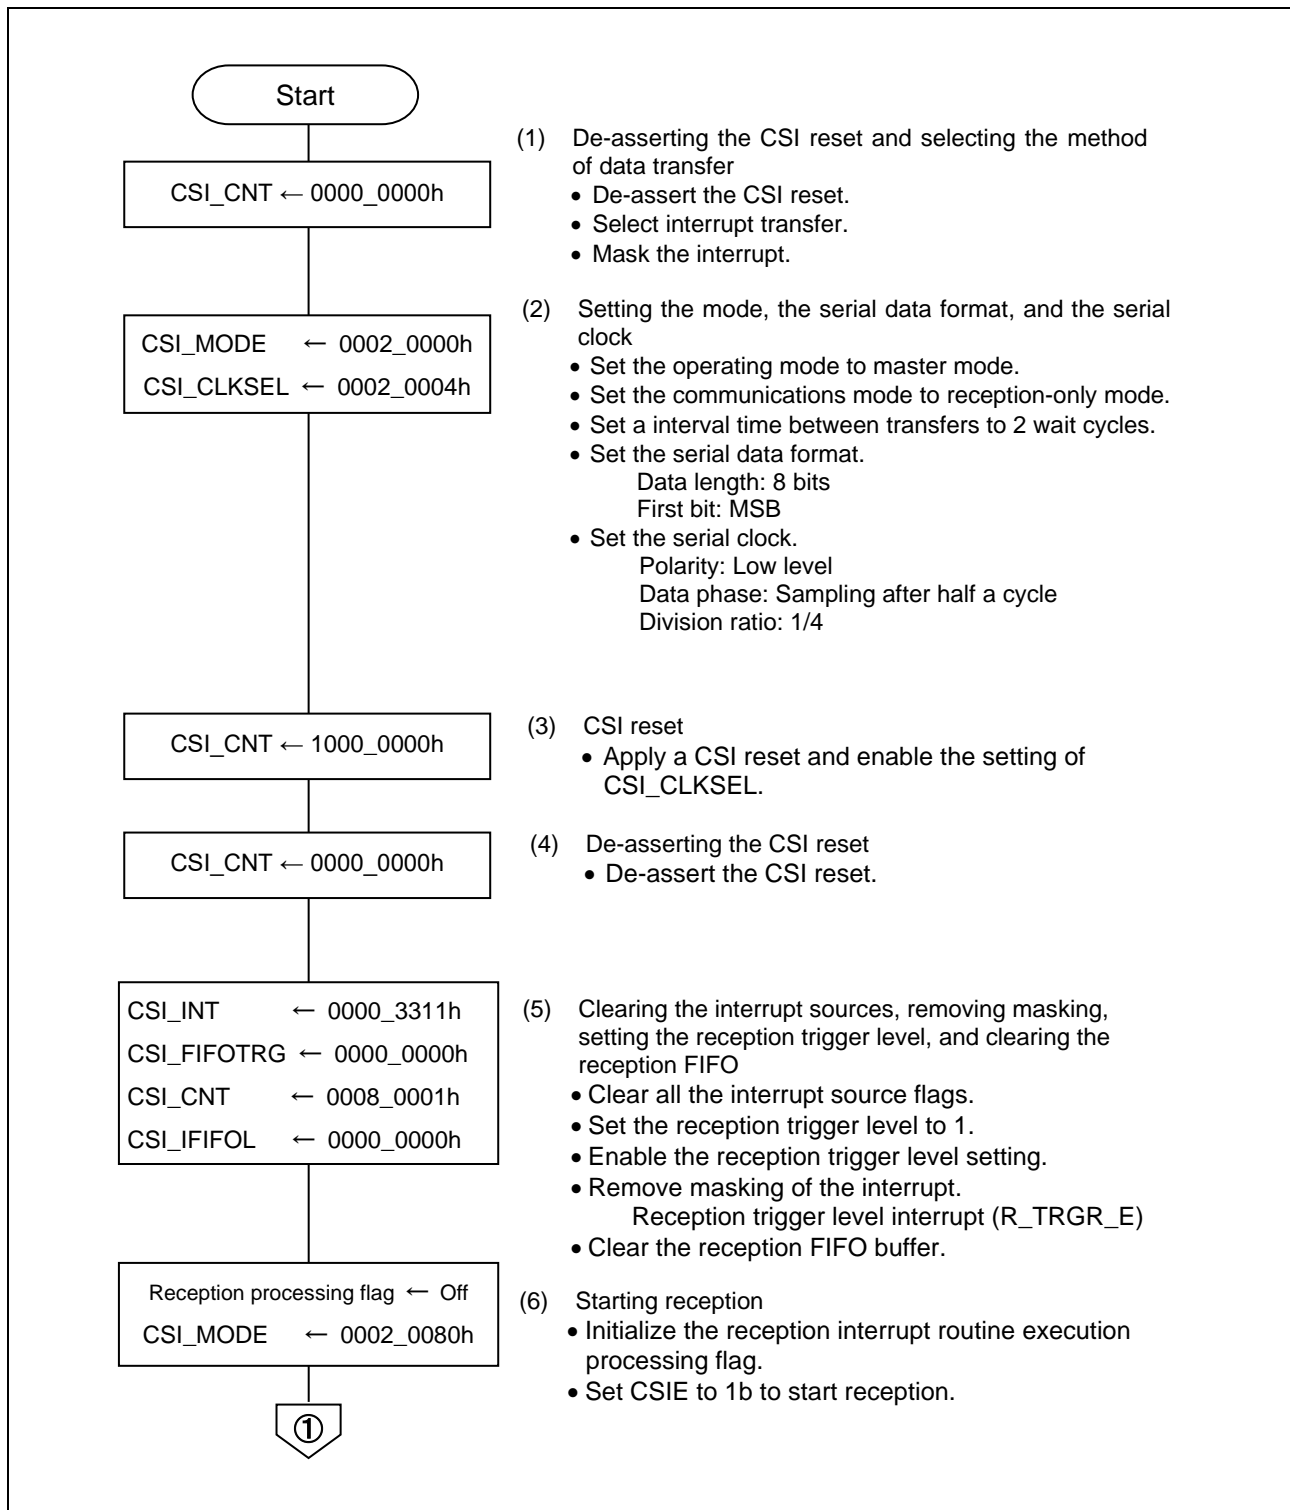 Start
CSI_CNT ← 0000_0000h
(1) De-asserting the CSI reset and selecting the method
of data transfer
• De-assert the CSI reset.
• Select interrupt transfer.
• Mask the interrupt.
CSI_MODE ← 0002_0000h
CSI_CLKSEL ← 0002_0004h
(2) Setting the mode, the serial data format, and the serial
clock
• Set the operating mode to master mode.
• Set the communications mode to reception-only mode.
• Set a interval time between transfers to 2 wait cycles.
• Set the serial data format.
Data length: 8 bits
First bit: MSB
• Set the serial clock.
Polarity: Low level
Data phase: Sampling after half a cycle
Division ratio: 1/4
CSI_CNT ← 1000_0000h
(3) CSI reset
• Apply a CSI reset and enable the setting of
CSI_CLKSEL.
CSI_CNT ← 0000_0000h
(4) De-asserting the CSI reset
• De-assert the CSI reset.
CSI_INT ← 0000_3311h
CSI_FIFOTRG ← 0000_0000h
CSI_CNT ← 0008_0001h
CSI_IFIFOL ← 0000_0000h
(5) Clearing the interrupt sources, removing masking,
setting the reception trigger level, and clearing the
reception FIFO
• Clear all the interrupt source flags.
• Set the reception trigger level to 1.
• Enable the reception trigger level setting.
• Remove masking of the interrupt.
Reception trigger level interrupt (R_TRGR_E)
• Clear the reception FIFO buffer.
Reception processing flag ← Off
CSI_MODE ← 0002_0080h
(6) Starting reception
• Initialize the reception interrupt routine execution
processing flag.
• Set CSIE to 1b to start reception.
①